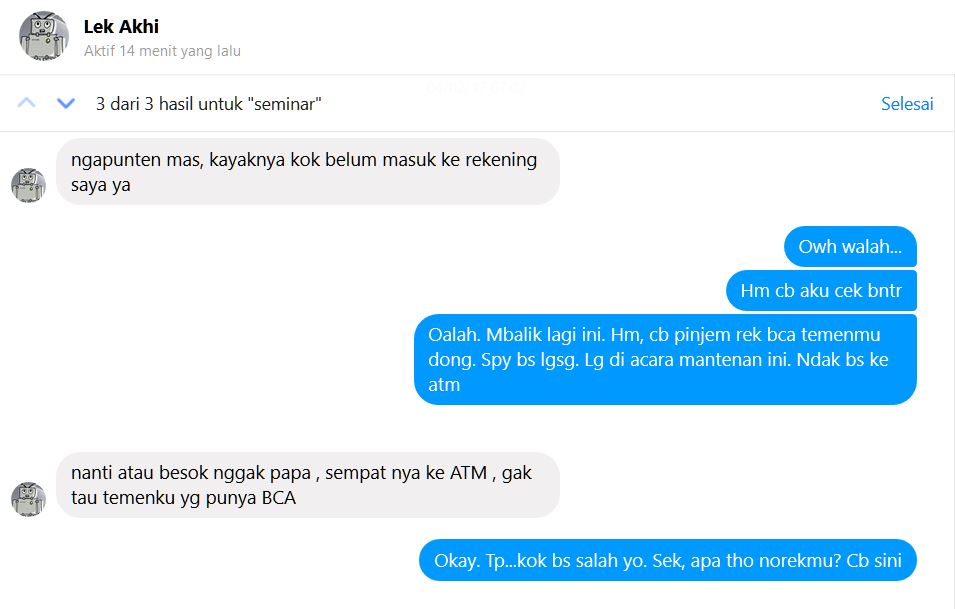 Lek Akhi
Aktif 14 menit yang lalu
3 dari 3 hasil untuk "seminar"
Selesai
ngapunten mas, kayaknya kok belum masuk ke rekening
saya ya
Owh walah...
Hm cb aku cek bntr
Oalah. Mbalik lagi ini. Hm, cb pinjem rek bca temenmu
dong. Spy bs lgsg. Lg di acara mantenan ini. Ndak bs ke
atm
nanti atau besok nggak papa , sempat nya ke ATM , gak
tau temenku yg punya BCA
Okay. Tp...kok bs salah yo. Sek, apa tho norekmu? Cb sini